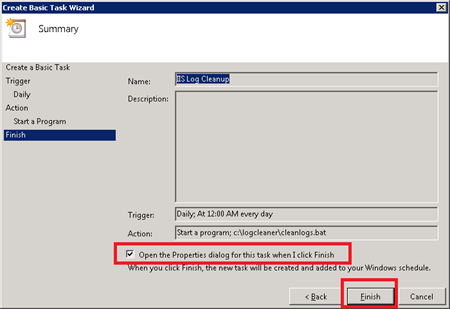 Create Basic Task Wizard
Summary
Create a Basic Task
Trigger
Daily
Action
Start a Program
Finish
Name: IIS Log Cleanup
Description:
Trigger: Daily; At 12:00 AM every day
Action: Start a program; c:\logcleaner\cleanlogs.bat
Open the Properties dialog for this task when I click Finish
When you click Finish, the new task will be created and added to your Windows schedule.
< Back Finish Cancel